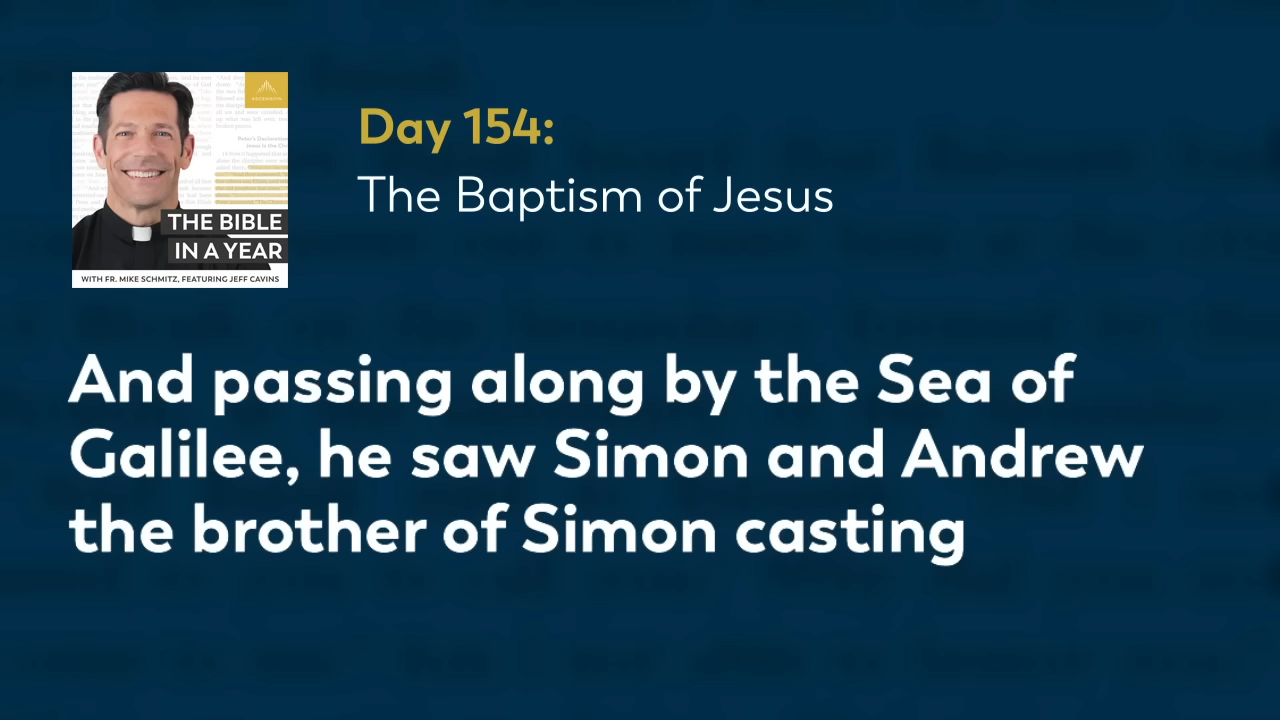 ASCENSION
THE BIBLE
IN A YEAR
WITH FR. MIKE SCHMITZ, FEATURING JEFF CAVINS
Day 154:
The Baptism of Jesus
And passing along by the Sea of
Galilee, he saw Simon and Andrew
the brother of Simon casting